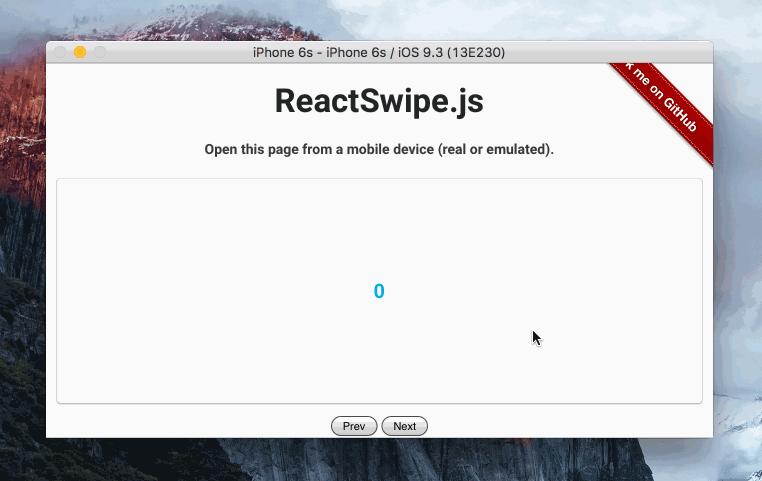 iPhone 6s - iPhone 6s / iOS 9.3 (13E230)
me on GitHub
ReactSwipe.js
Open this page from a mobile device (real or emulated).
0
Prev Next